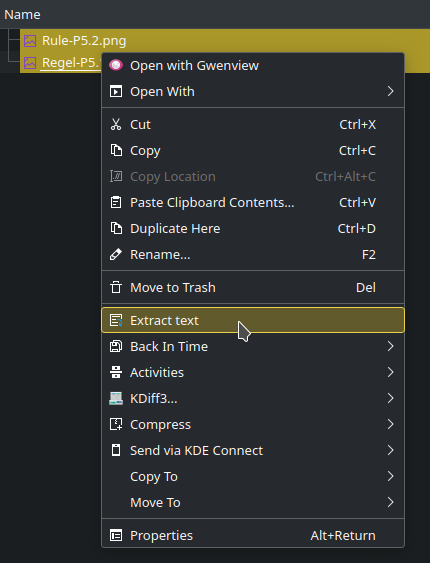 Name
Rule-P5.2.png
Regel-P5.
Open with Gwenview
Open With
Cut Ctrl+X
Copy Ctrl+C
Copy Location Ctrl+Alt+C
Paste Clipboard Contents... Ctrl+V
Duplicate Here Ctrl+D
Rename... F2
Move to Trash Del
Extract text
Back In Time
Activities
KDiff3...
Compress
Send via KDE Connect
Copy To
Move To
Properties Alt+Return